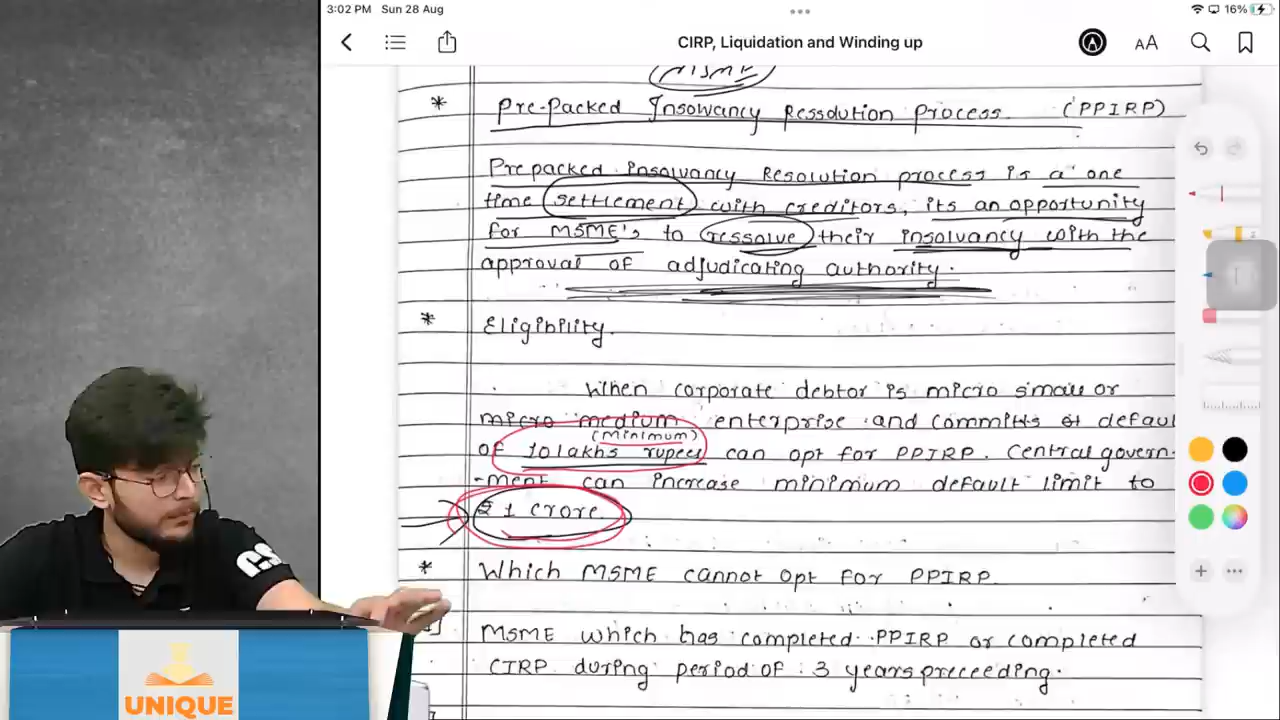 3:02 PM Sun 28 Aug
16%
CIRP, Liquidation and Winding up
AA
MSME
* Pre-Packed Insolvancy Ressolution Process. (PPIRP)
Prepacked insolvancy Resolution process is a one
time settlement with creditors, its an opportunity
for MSME's to ressolve their insolvancy with the
approval of adjudicating authority.
* Eligibility.
When corporate debtor is micro small or
micro medium enterprise and committs a defaul
(minimum)
of 10 lakhs rupees can opt for PPIRP. Central govern-
-ment can increase minimum default limit to
₹ 1 crore.
* Which MSME cannot opt for PPIRP
MSME which has completed PPIRP or completed
CIRP during period of 3 years preceeding.
CS
UNIQUE